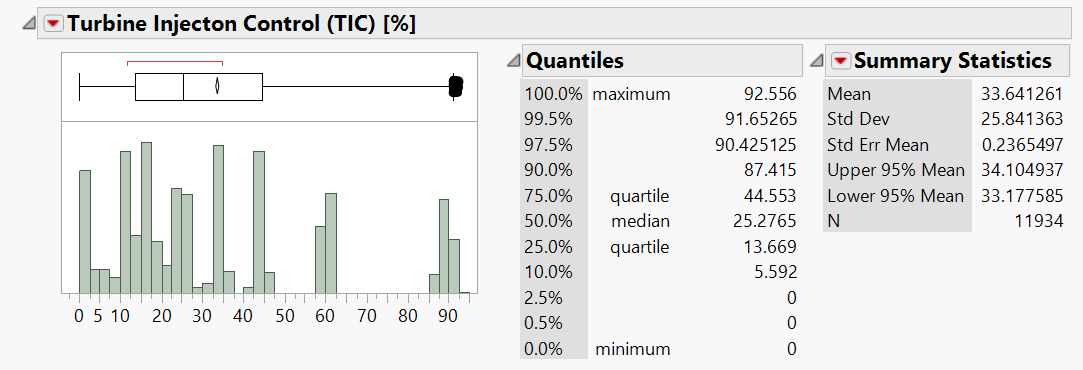 Turbine Injecton Control (TIC) [%]
0 5 10 20 30 40 50 60 70 80 90
Quantiles
100.0% maximum 92.556
99.5% 91.65265
97.5% 90.425125
90.0% 87.415
75.0% quartile 44.553
50.0% median 25.2765
25.0% quartile 13.669
10.0% 5.592
2.5% 0
0.5% 0
0.0% minimum 0
Summary Statistics
Mean 33.641261
Std Dev 25.841363
Std Err Mean 0.2365497
Upper 95% Mean 34.104937
Lower 95% Mean 33.177585
N 11934